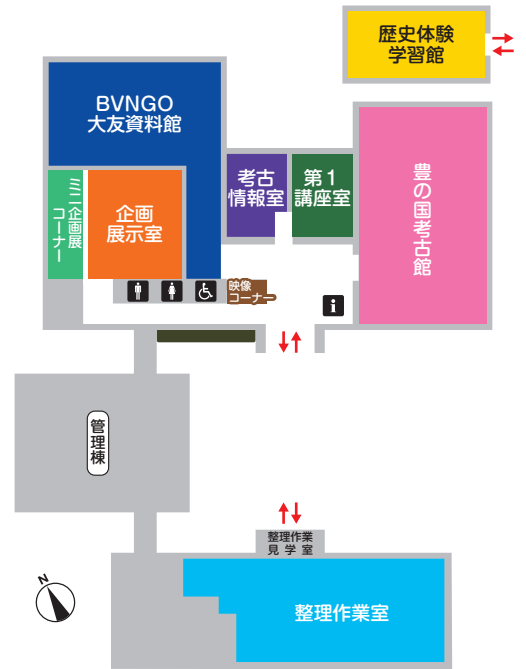 歴史体験
学習館
BVNGO
大友資料館
考古
情報室
第1
講座室
豊の国考古館
ミニ企画展
コーナー
企画
展示室
映像
コーナー
i
管理棟
整理作業
見学室
整理作業室
N